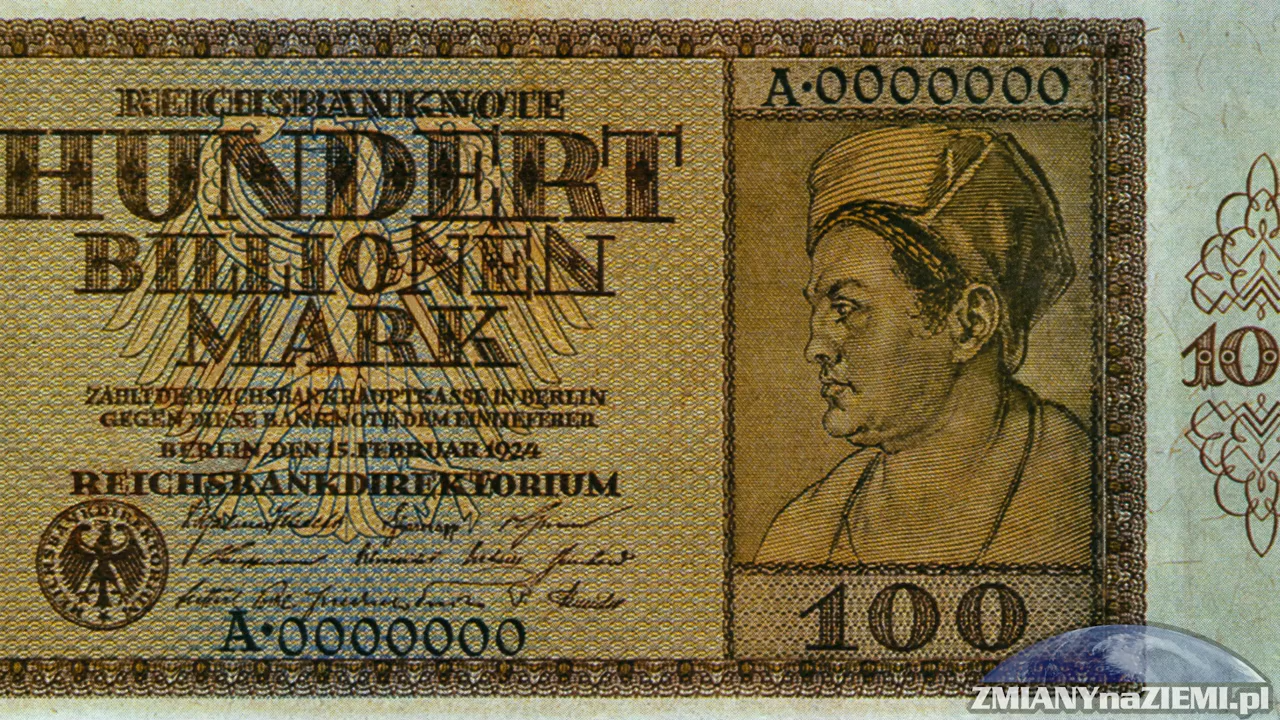 REICHSBANKNOTE
HUNDERT
BILLIONEN
MARK
ZAHLT DIE REICHSBANKHAUPTKASSE IN BERLIN
GEGEN DIESE BANKNOTE DEM EINLIEFERER
BERLIN, DEN 15. FEBRUAR 1924
REICHSBANKDIREKTORIUM
REICHSBANKDIREKTORIUM
A·0000000
A·0000000
100
10
ZMIANYnaZIEMI.pl